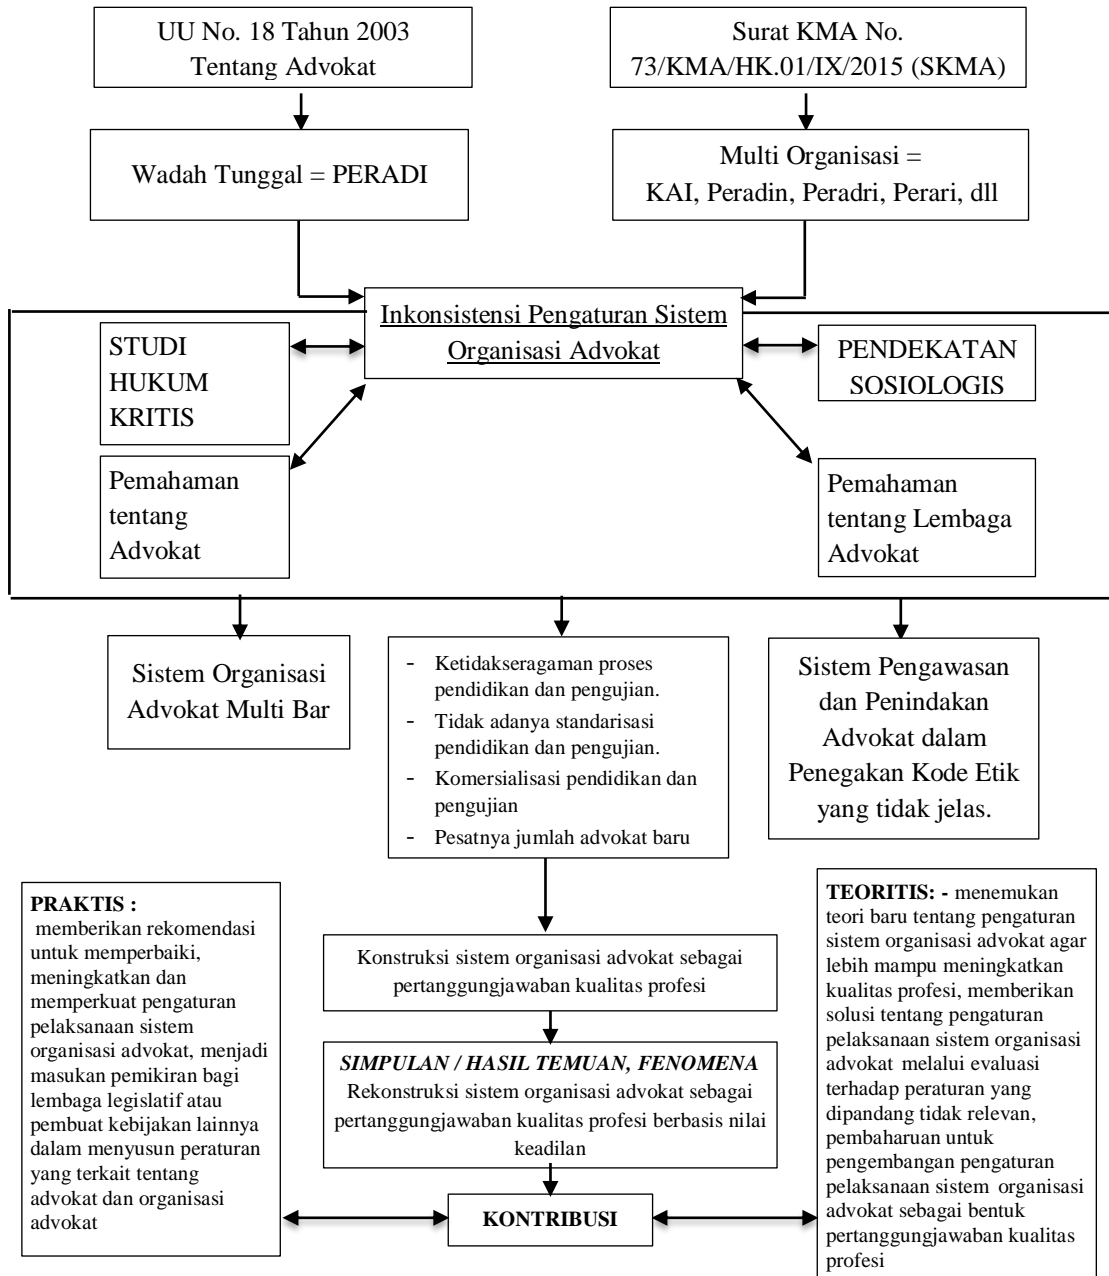 UU No. 18 Tahun 2003
Tentang Advokat
Surat KMA No.
73/KMA/HK.01/IX/2015 (SKMA)
Wadah Tunggal = PERADI
Multi Organisasi =
KAI, Peradin, Peradri, Perari, dll
Inkonsistensi Pengaturan Sistem
Organisasi Advokat
STUDI
HUKUM
KRITIS
PENDEKATAN
SOSIOLOGIS
Pemahaman
tentang
Advokat
Pemahaman
tentang Lembaga
Advokat
Sistem Organisasi
Advokat Multi Bar
- Ketidakseragaman proses
pendidikan dan pengujian.
- Tidak adanya standarisasi
pendidikan dan pengujian.
- Komersialisasi pendidikan dan
pengujian
- Pesatnya jumlah advokat baru
Sistem Pengawasan
dan Penindakan
Advokat dalam
Penegakan Kode Etik
yang tidak jelas.
PRAKTIS :
memberikan rekomendasi
untuk memperbaiki,
meningkatkan dan
memperkuat pengaturan
pelaksanaan sistem
organisasi advokat, menjadi
masukan pemikiran bagi
lembaga legislatif atau
pembuat kebijakan lainnya
dalam menyusun peraturan
yang terkait tentang
advokat dan organisasi
advokat
Konstruksi sistem organisasi advokat sebagai
pertanggungjawaban kualitas profesi
SIMPULAN / HASIL TEMUAN, FENOMENA
Rekonstruksi sistem organisasi advokat sebagai
pertanggungjawaban kualitas profesi berbasis nilai
keadilan
KONTRIBUSI
TEORITIS: - menemukan
teori baru tentang pengaturan
sistem organisasi advokat agar
lebih mampu meningkatkan
kualitas profesi, memberikan
solusi tentang pengaturan
pelaksanaan sistem organisasi
advokat melalui evaluasi
terhadap peraturan yang
dipandang tidak relevan,
pembaharuan untuk
pengembangan pengaturan
pelaksanaan sistem organisasi
advokat sebagai bentuk
pertanggungjawaban kualitas
profesi